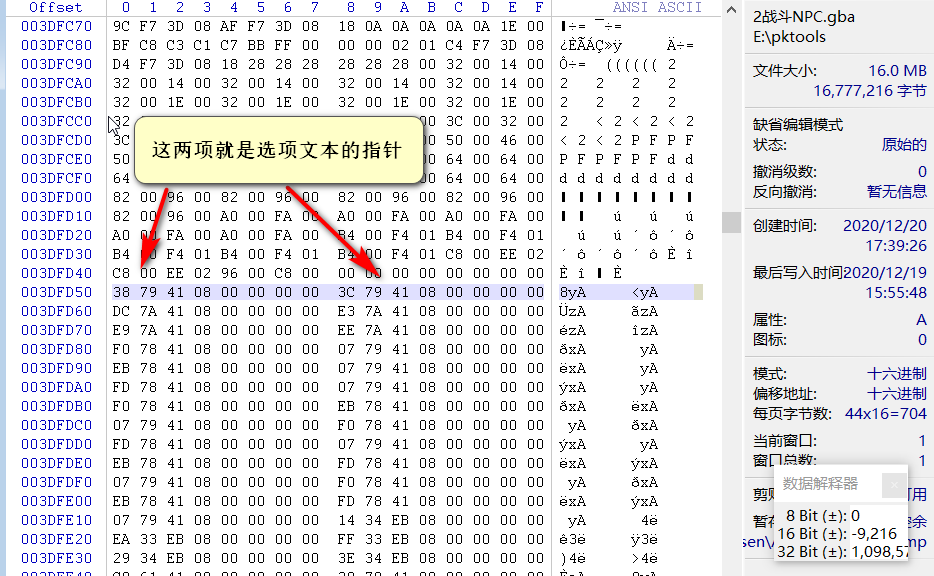 Offset 0 1 2 3 4 5 6 7 8 9 A B C D E F ANSI ASCII
003DFC70 9C F7 3D 08 AF F7 3D 08 18 0A 0A 0A 0A 0A 1E 00
003DFC80 BF C8 C3 C1 C7 BB FF 00 00 00 02 01 C4 F7 3D 08 ¿ÈÃÁÇ»ÿ Ä÷=
003DFC90 D4 F7 3D 08 18 28 28 28 28 28 28 00 32 00 14 00 Ô÷= (((((( 2
003DFCA0 32 00 14 00 32 00 14 00 32 00 14 00 32 00 14 00 2 2 2 2
003DFCB0 32 00 1E 00 32 00 1E 00 32 00 1E 00 32 00 1E 00 2 2 2 2
003DFCC0 32 00 3C 00 32 00 2 < 2 < 2 < 2
003DFCD0 3C 00 50 00 46 00 < 2 < 2 P F P F
003DFCE0 50 00 64 00 64 00 P F P F P F d d
003DFCF0 64 00 64 00 64 00 d d d d d d d d
003DFD00 82 00 96 00 82 00 96 00 82 00 96 00 82 00 96 00
003DFD10 82 00 96 00 A0 00 FA 00 A0 00 FA 00 A0 00 FA 00 ú ú ú
003DFD20 A0 00 FA 00 A0 00 FA 00 B4 00 F4 01 B4 00 F4 01 ú ú ´ ô ´ ô
003DFD30 B4 00 F4 01 B4 00 F4 01 B4 00 F4 01 C8 00 EE 02 ´ ô ´ ô ´ ô È î
003DFD40 C8 00 EE 02 96 00 C8 00 00 00 00 00 00 00 00 00 È î È
003DFD50 38 79 41 08 00 00 00 00 3C 79 41 08 00 00 00 00 8yA <yA
003DFD60 DC 7A 41 08 00 00 00 00 E3 7A 41 08 00 00 00 00 ÜzA ãzA
003DFD70 E9 7A 41 08 00 00 00 00 EE 7A 41 08 00 00 00 00 ézA îzA
003DFD80 F0 78 41 08 00 00 00 00 07 79 41 08 00 00 00 00 ðxA yA
003DFD90 EB 78 41 08 00 00 00 00 07 79 41 08 00 00 00 00 ëxA yA
003DFDA0 FD 78 41 08 00 00 00 00 07 79 41 08 00 00 00 00 ýxA yA
003DFDB0 F0 78 41 08 00 00 00 00 EB 78 41 08 00 00 00 00 ðxA ëxA
003DFDC0 07 79 41 08 00 00 00 00 F0 78 41 08 00 00 00 00 yA ðxA
003DFDD0 FD 78 41 08 00 00 00 00 07 79 41 08 00 00 00 00 ýxA yA
003DFDE0 EB 78 41 08 00 00 00 00 FD 78 41 08 00 00 00 00 ëxA ýxA
003DFDF0 07 79 41 08 00 00 00 00 F0 78 41 08 00 00 00 00 yA ðxA
003DFE00 EB 78 41 08 00 00 00 00 FD 78 41 08 00 00 00 00 ëxA ýxA
003DFE10 07 79 41 08 00 00 00 00 14 34 EB 08 00 00 00 00 yA 4ë
003DFE20 EA 33 EB 08 00 00 00 00 FF 33 EB 08 00 00 00 00 ê3ë ÿ3ë
003DFE30 29 34 EB 08 00 00 00 00 3E 34 EB 08 00 00 00 00 )4ë >4ë
这两项就是选项文本的指针
2战斗NPC.gba
E:\pktools
文件大小: 16.0 MB
16,777,216 字节
缺省编辑模式
状态: 原始的
撤消级数: 0
反向撤消: 暂无信息
创建时间: 2020/12/20
17:39:26
最后写入时间 2020/12/19
15:55:48
属性: A
图标: 0
模式: 十六进制
偏移地址: 十六进制
每页字节数: 44x16=704
当前窗口: 1
窗口总数: 1
数据解释器
8 Bit (±): 0
16 Bit (±): -9,216
32 Bit (±): 1,098,57